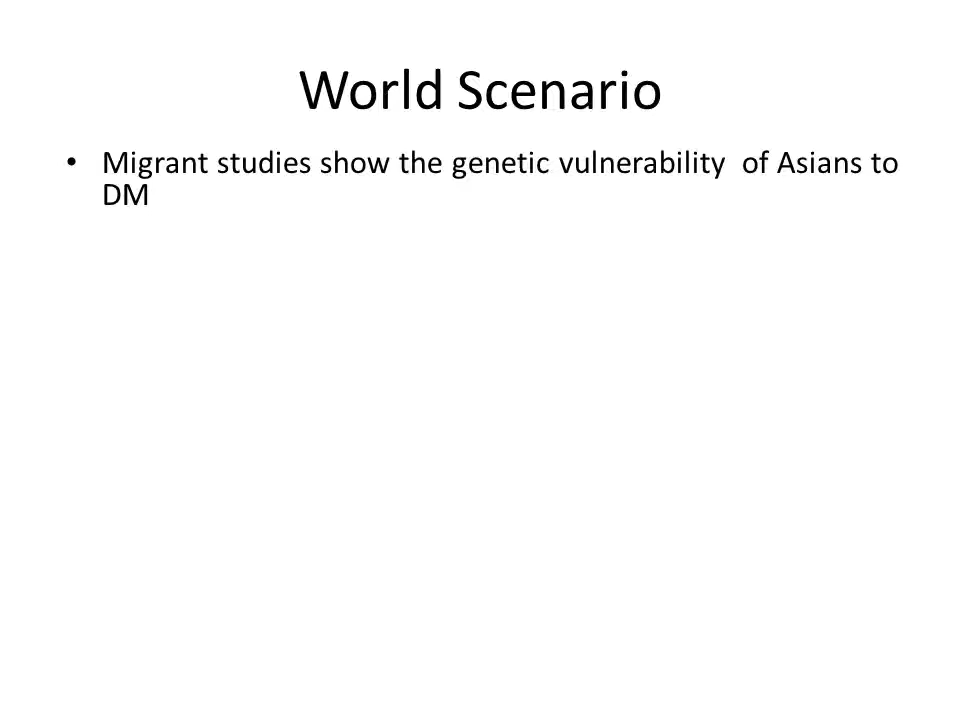 World Scenario
• Migrant studies show the genetic vulnerability  of Asians to
DM